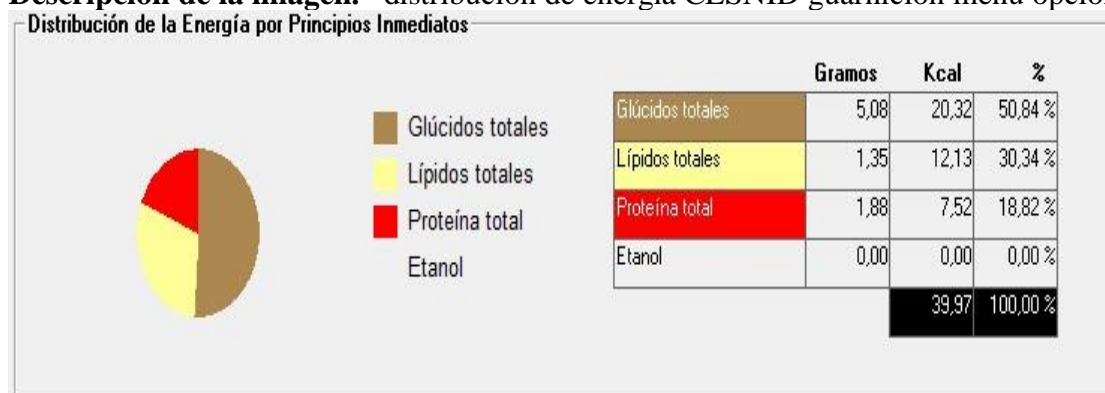 Descripción de la imagen: distribución de energía CESNID guarnición menú
Distribución de la Energía por Principios Inmediatos
Gramos Kcal %
Glúcidos totales
Lípidos totales
Proteína total
Etanol
Glúcidos totales 5,08 20,32 50,84 %
Lípidos totales 1,35 12,13 30,34 %
Proteína total 1,88 7,52 18,82 %
Etanol 0,00 0,00 0,00 %
39,97 100,00 %